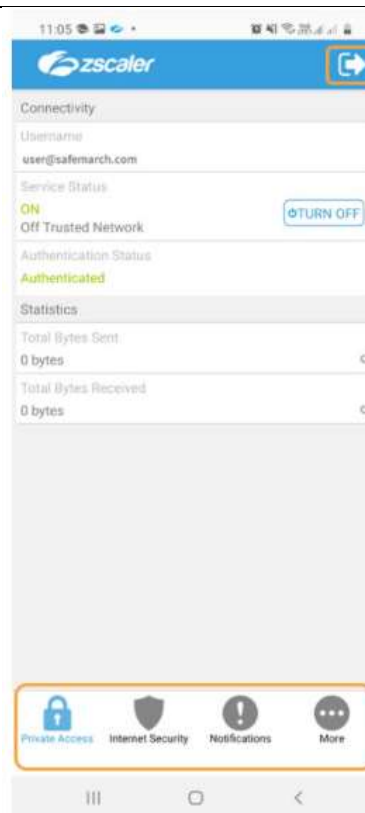 11:05
zscaler
Connectivity
Username
user@safemarch.com
Service Status
ON
TURN OFF
Off Trusted Network
Authentication Status
Authenticated
Statistics
Total Bytes Sent
0 bytes
Total Bytes Received
0 bytes
Private Access Internet Security Notifications More